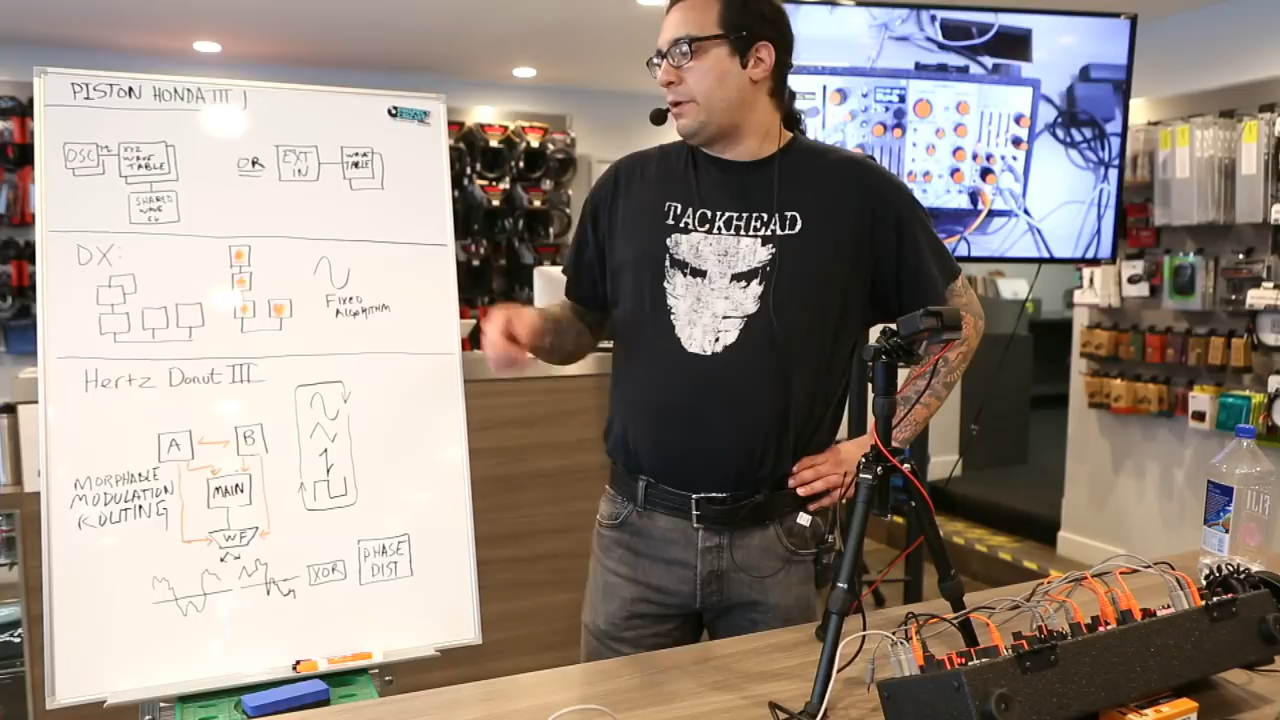 PISTON HONDA III
OSC
XYZ
WAVE
TABLE
SHARED
WAVE
OR
EXT
IN
WAVE
TABLE
DX:
FIXED
ALGORITHM
Hertz Donut III
A
B
MORPHABLE
MODULATION
ROUTING
MAIN
WF
XOR
PHASE
DIST
TACKHEAD
FIJI